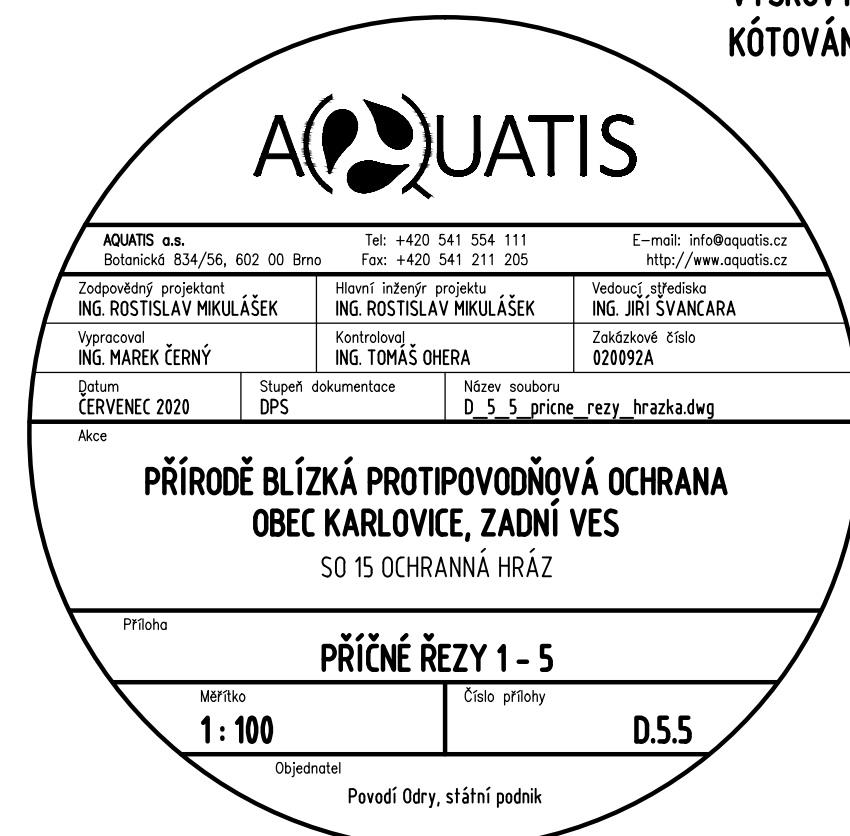 KÓTOVÁN
AQUATIS
AQUATIS a.s. Tel: +420 541 554 111 E-mail: info@aquatis.cz
Botanická 834/56, 602 00 Brno Fax: +420 541 211 205 http://www.aquatis.cz
Zodpovědný projektant Hlavní inženýr projektu Vedoucí střediska
ING. ROSTISLAV MIKULÁŠEK ING. ROSTISLAV MIKULÁŠEK ING. JIŘÍ ŠVANCARA
Vypracoval Kontroloval Zakázkové číslo
ING. MAREK ČERNÝ ING. TOMÁŠ OHERA 020092A
Datum Stupeň dokumentace Název souboru
ČERVENEC 2020 DPS D_5_5_pricne_rezy_hrazka.dwg
Akce
PŘÍRODĚ BLÍZKÁ PROTIPOVODŇOVÁ OCHRANA
OBEC KARLOVICE, ZADNÍ VES
SO 15 OCHRANNÁ HRÁZ
Příloha
PŘÍČNÉ ŘEZY 1 - 5
Měřítko Číslo přílohy
1 : 100 D.5.5
Objednatel
Povodí Odry, státní podnik